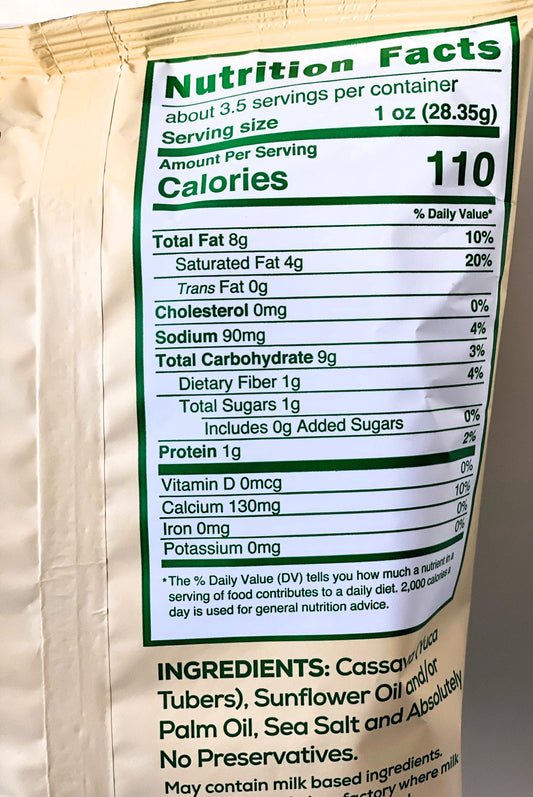 Nutrition Facts
about 3.5 servings per container
Serving size 1 oz (28.35g)
Amount Per Serving
Calories 110
% Daily Value*
Total Fat 8g 10%
Saturated Fat 4g 20%
Trans Fat 0g
Cholesterol 0mg 0%
Sodium 90mg 4%
Total Carbohydrate 9g 3%
Dietary Fiber 1g 4%
Total Sugars 1g
Includes 0g Added Sugars 0%
Protein 1g 2%
Vitamin D 0mcg 0%
Calcium 130mg 10%
Iron 0mg 0%
Potassium 0mg 0%
*The % Daily Value (DV) tells you how much a nutrient in a
serving of food contributes to a daily diet. 2,000 calories a
day is used for general nutrition advice.
INGREDIENTS: Cassava (Yuca
Tubers), Sunflower Oil and/or
Palm Oil, Sea Salt and Absolutely
No Preservatives.
May contain milk based ingredients.
factory where milk